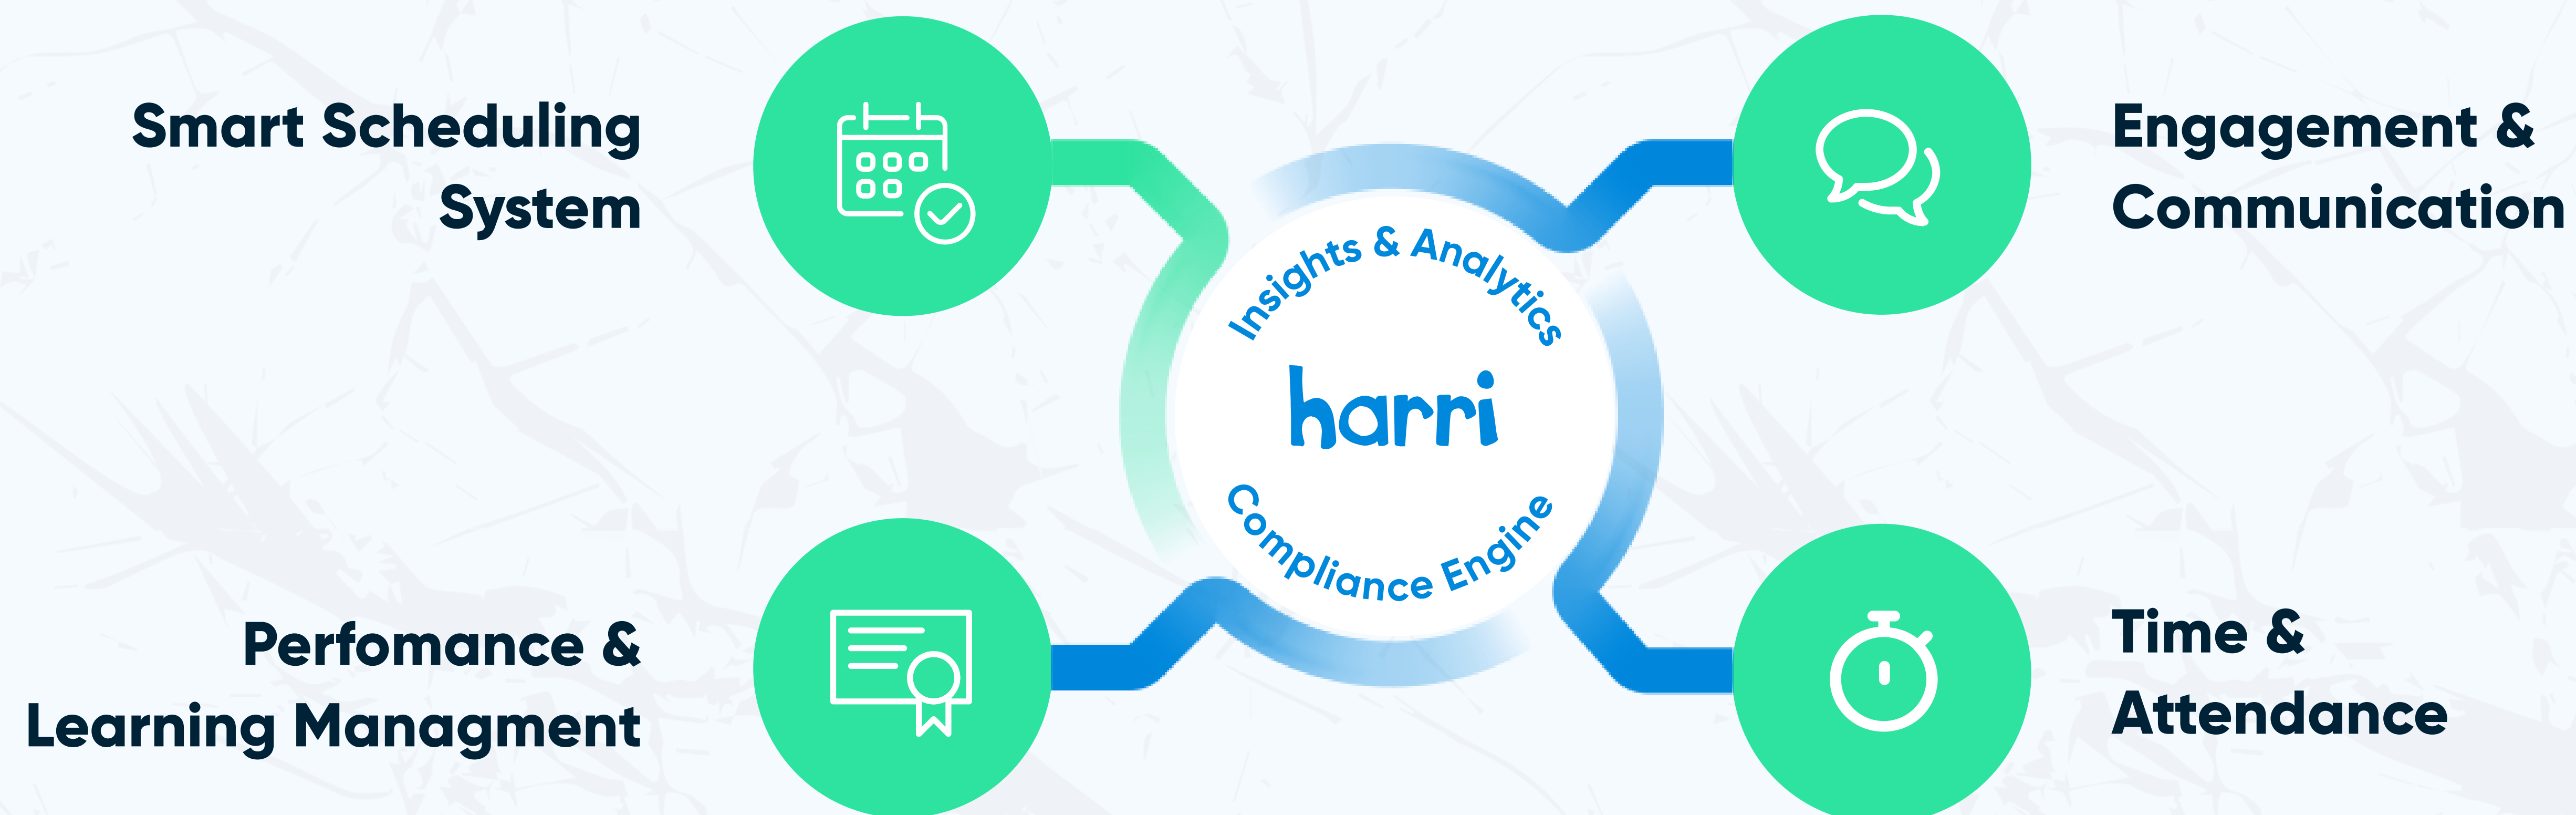 Smart Scheduling
System
Engagement &
Communication
Insights & Analytics
harri
Compliance Engine
Perfomance &
Learning Managment
Time &
Attendance